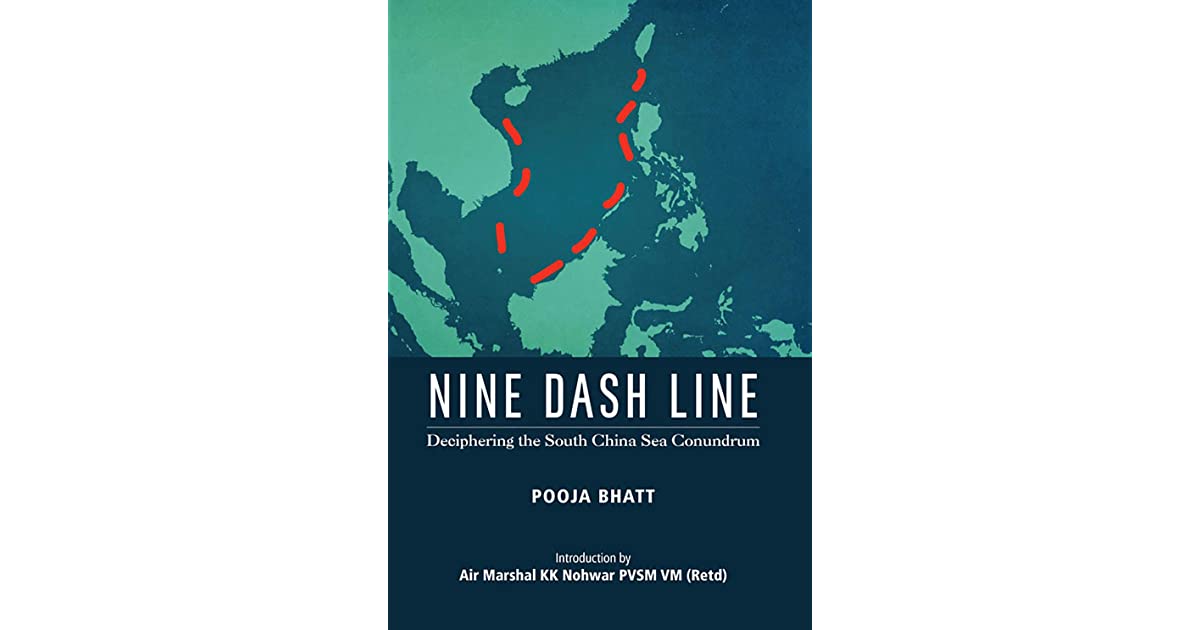 NINE DASH LINE
Deciphering the South China Sea Conundrum
POOJA BHATT
Introduction by
Air Marshal KK Nohwar PVSM VM (Retd)